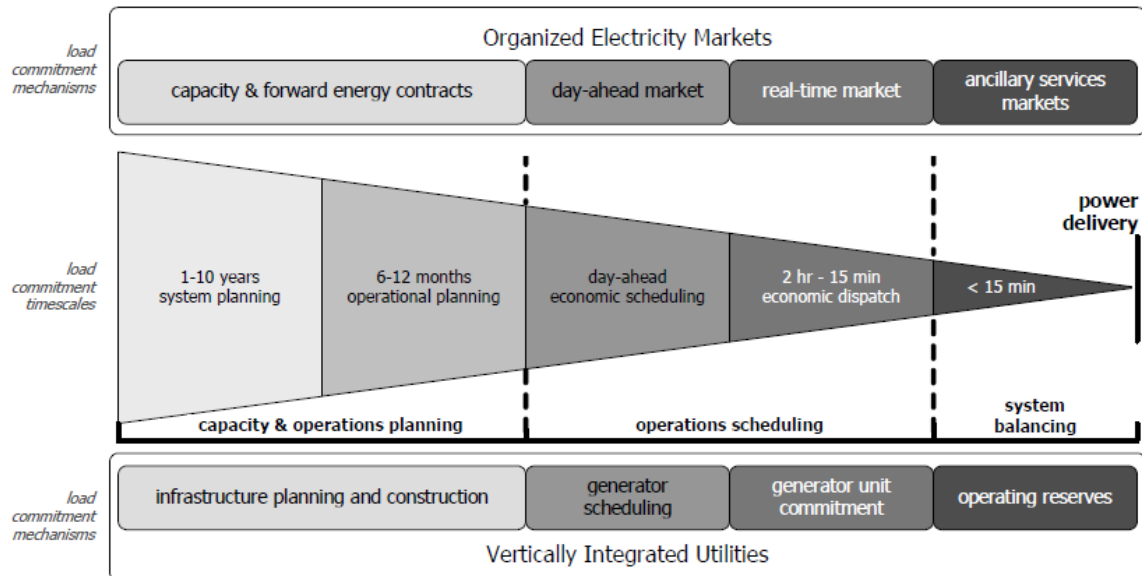 load
commitment
mechanisms
Organized Electricity Markets
capacity & forward energy contracts
day-ahead market
real-time market
ancillary services
markets
power
delivery
load
commitment
timescales
1-10 years
system planning
6-12 months
operational planning
day-ahead
economic scheduling
2 hr - 15 min
economic dispatch
< 15 min
capacity & operations planning
operations scheduling
system
balancing
load
commitment
mechanisms
infrastructure planning and construction
generator
scheduling
generator unit
commitment
operating reserves
Vertically Integrated Utilities